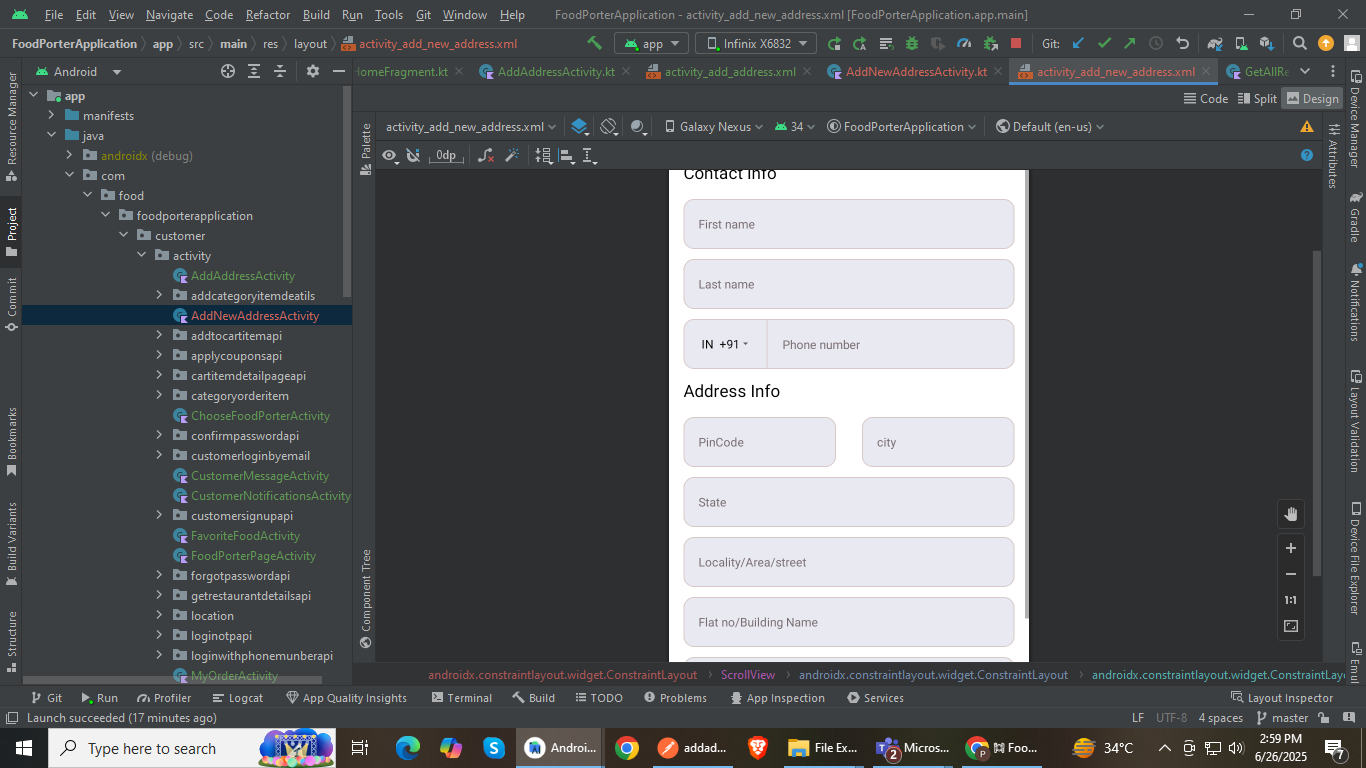 File Edit View Navigate Code Refactor Build Run Tools Git Window Help FoodPorterApplication - activity_add_new_address.xml [FoodPorterApplication.app.main]
FoodPorterApplication app src main res layout activity_add_new_address.xml app Infinix X6832 Git:
Android HomeFragment.kt AddAddressActivity.kt activity_add_address.xml AddNewAddressActivity.kt activity_add_new_address.xml GetAllRe
Code Split Design
activity_add_new_address.xml Galaxy Nexus 34 FoodPorterApplication Default (en-us)
0dp
Resource Manager
Project
Commit
Bookmarks
Build Variants
Structure
app
manifests
java
androidx (debug)
com
food
foodporterapplication
customer
activity
AddAddressActivity
addcategoryitemdeatils
AddNewAddressActivity
addtocartitemapi
applycouponsapi
cartitemdetailpageapi
categoryorderitem
ChooseFoodPorterActivity
confirmpasswordapi
customerloginbyemail
CustomerMessageActivity
CustomerNotificationsActivity
customersignupapi
FavoriteFoodActivity
FoodPorterPageActivity
forgotpasswordapi
getrestaurantdetailsapi
location
loginotpapi
loginwithphonemunberapi
MyOrderActivity
Palette
Component Tree
Contact Info
First name
Last name
IN +91 Phone number
Address Info
PinCode city
State
Locality/Area/street
Flat no/Building Name
1:1
Attributes
Device Manager
Gradle
Notifications
Layout Validation
Device File Explorer
Emul
androidx.constraintlayout.widget.ConstraintLayout ScrollView androidx.constraintlayout.widget.ConstraintLayout androidx.constraintlayout.widget.ConstraintLayou
Git Run Profiler Logcat App Quality Insights Terminal Build TODO Problems App Inspection Services Layout Inspector
Launch succeeded (17 minutes ago) LF UTF-8 4 spaces master
Type here to search Androi... addad... File Ex... Micros... 2 Foo... 34°C 2:59 PM
6/26/2025 7